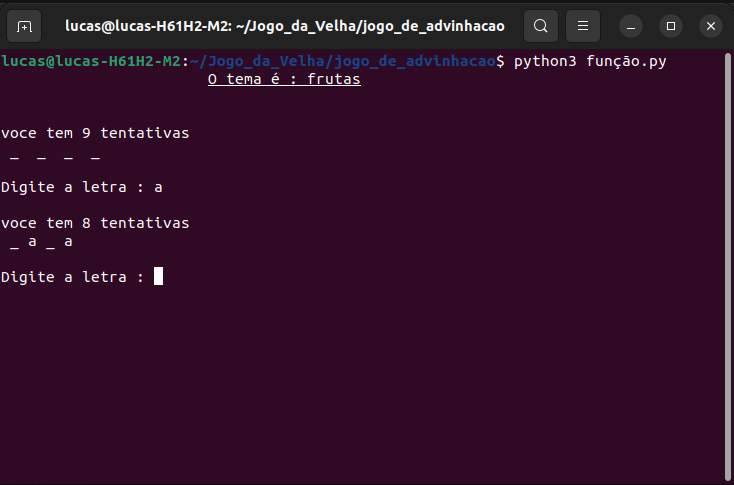 lucas@lucas-H61H2-M2: ~/Jogo_da_Velha/jogo_de_advinhacao
lucas@lucas-H61H2-M2:~/Jogo_da_Velha/jogo_de_advinhacao$ python3 função.py
O tema é : frutas
voce tem 9 tentativas
_ _ _ _
Digite a letra : a
voce tem 8 tentativas
_ a _ a
Digite a letra :